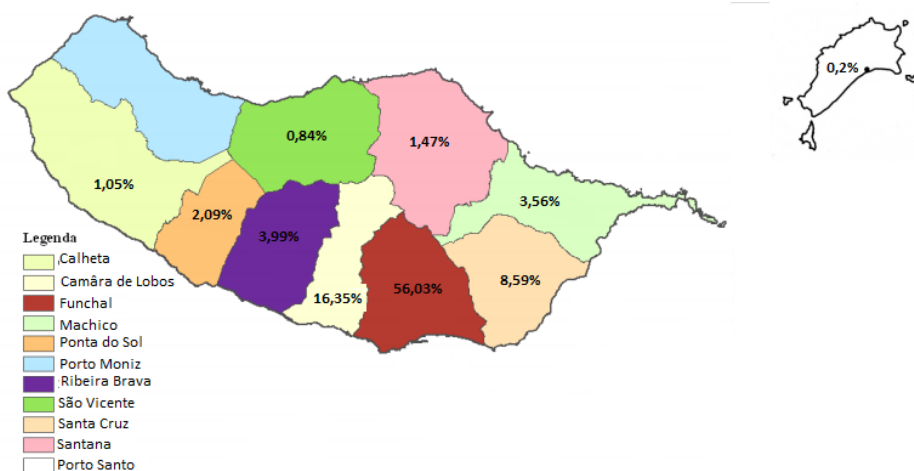 0,2%
0,84%
1,47%
1,05%
2,09%
3,56%
3,99%
8,59%
56,03%
16,35%
Legenda
Calheta
Camâra de Lobos
Funchal
Machico
Ponta do Sol
Porto Moniz
Ribeira Brava
São Vicente
Santa Cruz
Santana
Porto Santo